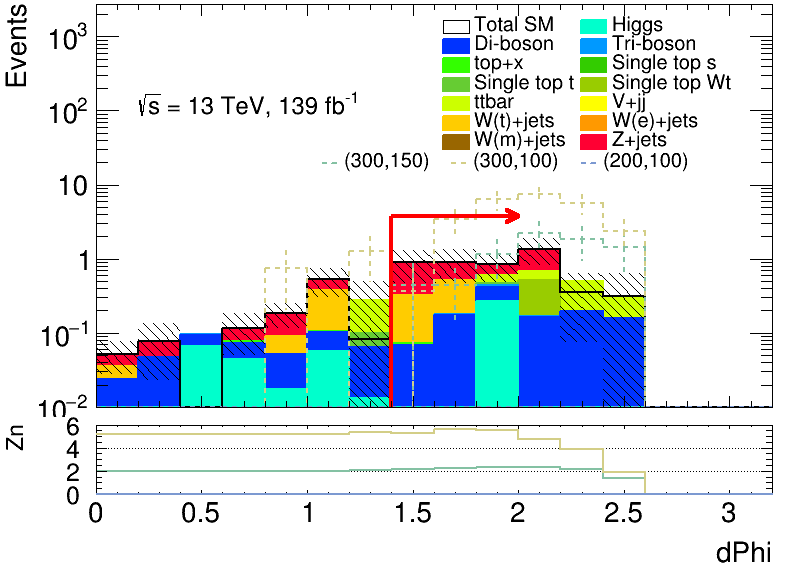 Events
10³
10²
10
1
10⁻¹
10⁻²
Total SM Higgs
Di-boson Tri-boson
top+x Single top s
Single top t Single top Wt
ttbar V+jj
W(t)+jets W(e)+jets
W(m)+jets Z+jets
(300,150) (300,100) (200,100)
√s = 13 TeV, 139 fb⁻¹
Zn
6
4
2
0
0 0.5 1 1.5 2 2.5 3
dPhi